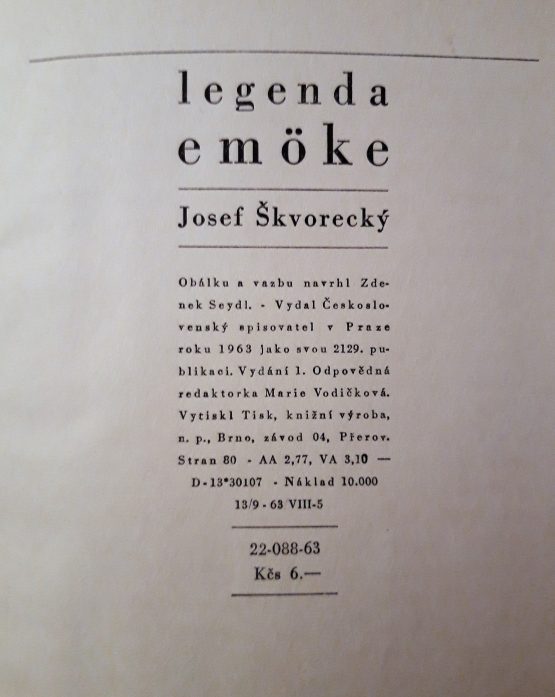 legenda
emöke
Josef Škvorecký
Obálku a vazbu navrhl Zde-
nek Seydl. - Vydal Českoslo-
venský spisovatel v Praze
roku 1963 jako svou 2129. pu-
blikaci. Vydání 1. Odpovědná
redaktorka Marie Vodičková.
Vytiskl Tisk, knižní výroba,
n. p., Brno, závod 04, Přerov.
Stran 80 - AA 2,77, VA 3,10 —
D-13*30107 - Náklad 10.000
13/9 - 63 VIII-5
22-088-63
Kčs 6.—